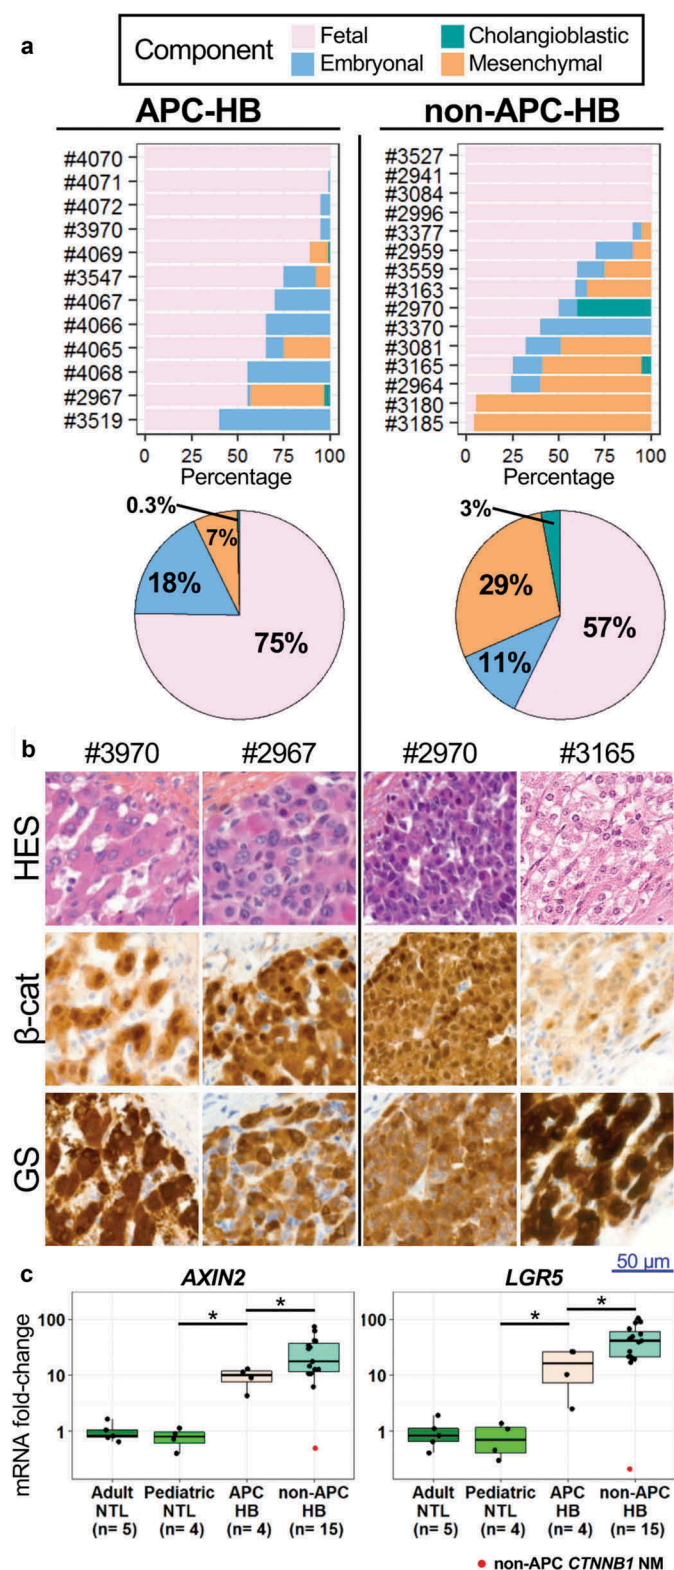 a
Component
Fetal
Cholangioblastic
Embryonal
Mesenchymal
APC-HB
non-APC-HB
#4070
#4071
#4072
#3970
#4069
#3547
#4067
#4066
#4065
#4068
#2967
#3519
0 25 50 75 100
Percentage
#3527
#2941
#3084
#2996
#3377
#2959
#3559
#3163
#2970
#3370
#3081
#3165
#2964
#3180
#3185
0 25 50 75 100
Percentage
0.3%
7%
18%
75%
3%
29%
11%
57%
b
#3970 #2967 #2970 #3165
HES
β-cat
GS
50 µm
c
AXIN2
mRNA fold-change
100
10
1
* *
Adult NTL (n= 5)
Pediatric NTL (n= 4)
APC HB (n= 4)
non-APC HB (n= 15)
LGR5
100
10
1
* *
Adult NTL (n= 5)
Pediatric NTL (n= 4)
APC HB (n= 4)
non-APC HB (n= 15)
non-APC CTNNB1 NM